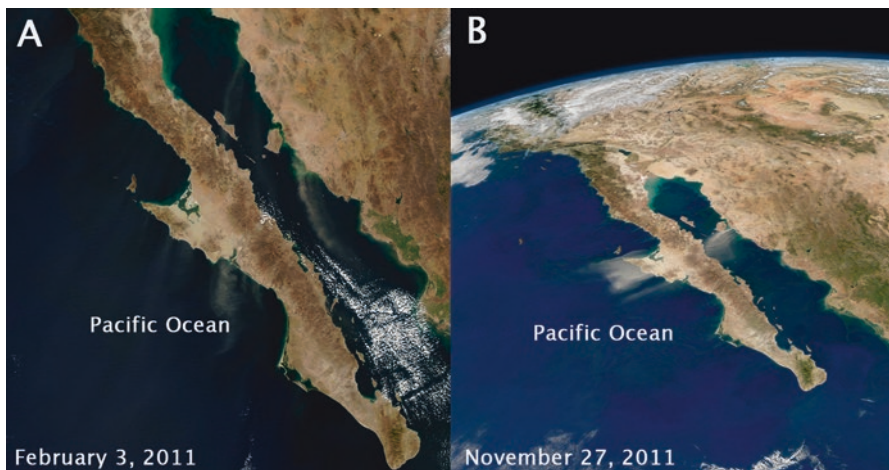 A
Pacific Ocean
February 3, 2011
B
Pacific Ocean
November 27, 2011